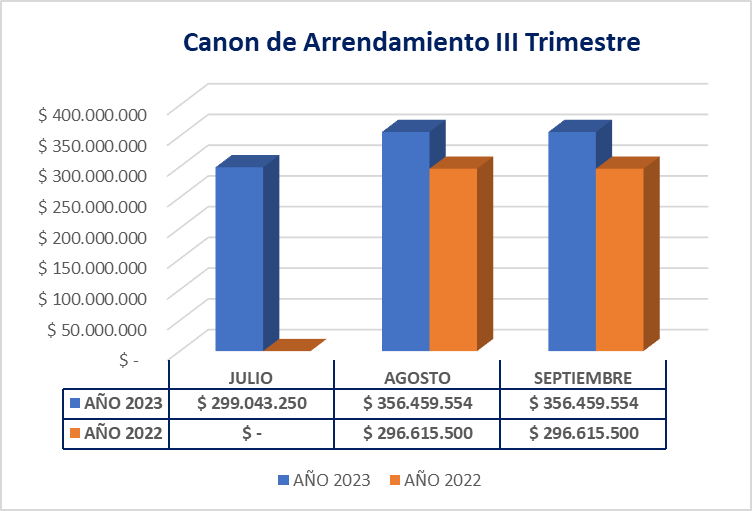 Canon de Arrendamiento III Trimestre
$ 400.000.000
$ 350.000.000
$ 300.000.000
$ 250.000.000
$ 200.000.000
$ 150.000.000
$ 100.000.000
$ 50.000.000
$ -
JULIO AGOSTO SEPTIEMBRE
AÑO 2023 $ 299.043.250 $ 356.459.554 $ 356.459.554
AÑO 2022 $ - $ 296.615.500 $ 296.615.500
AÑO 2023 AÑO 2022